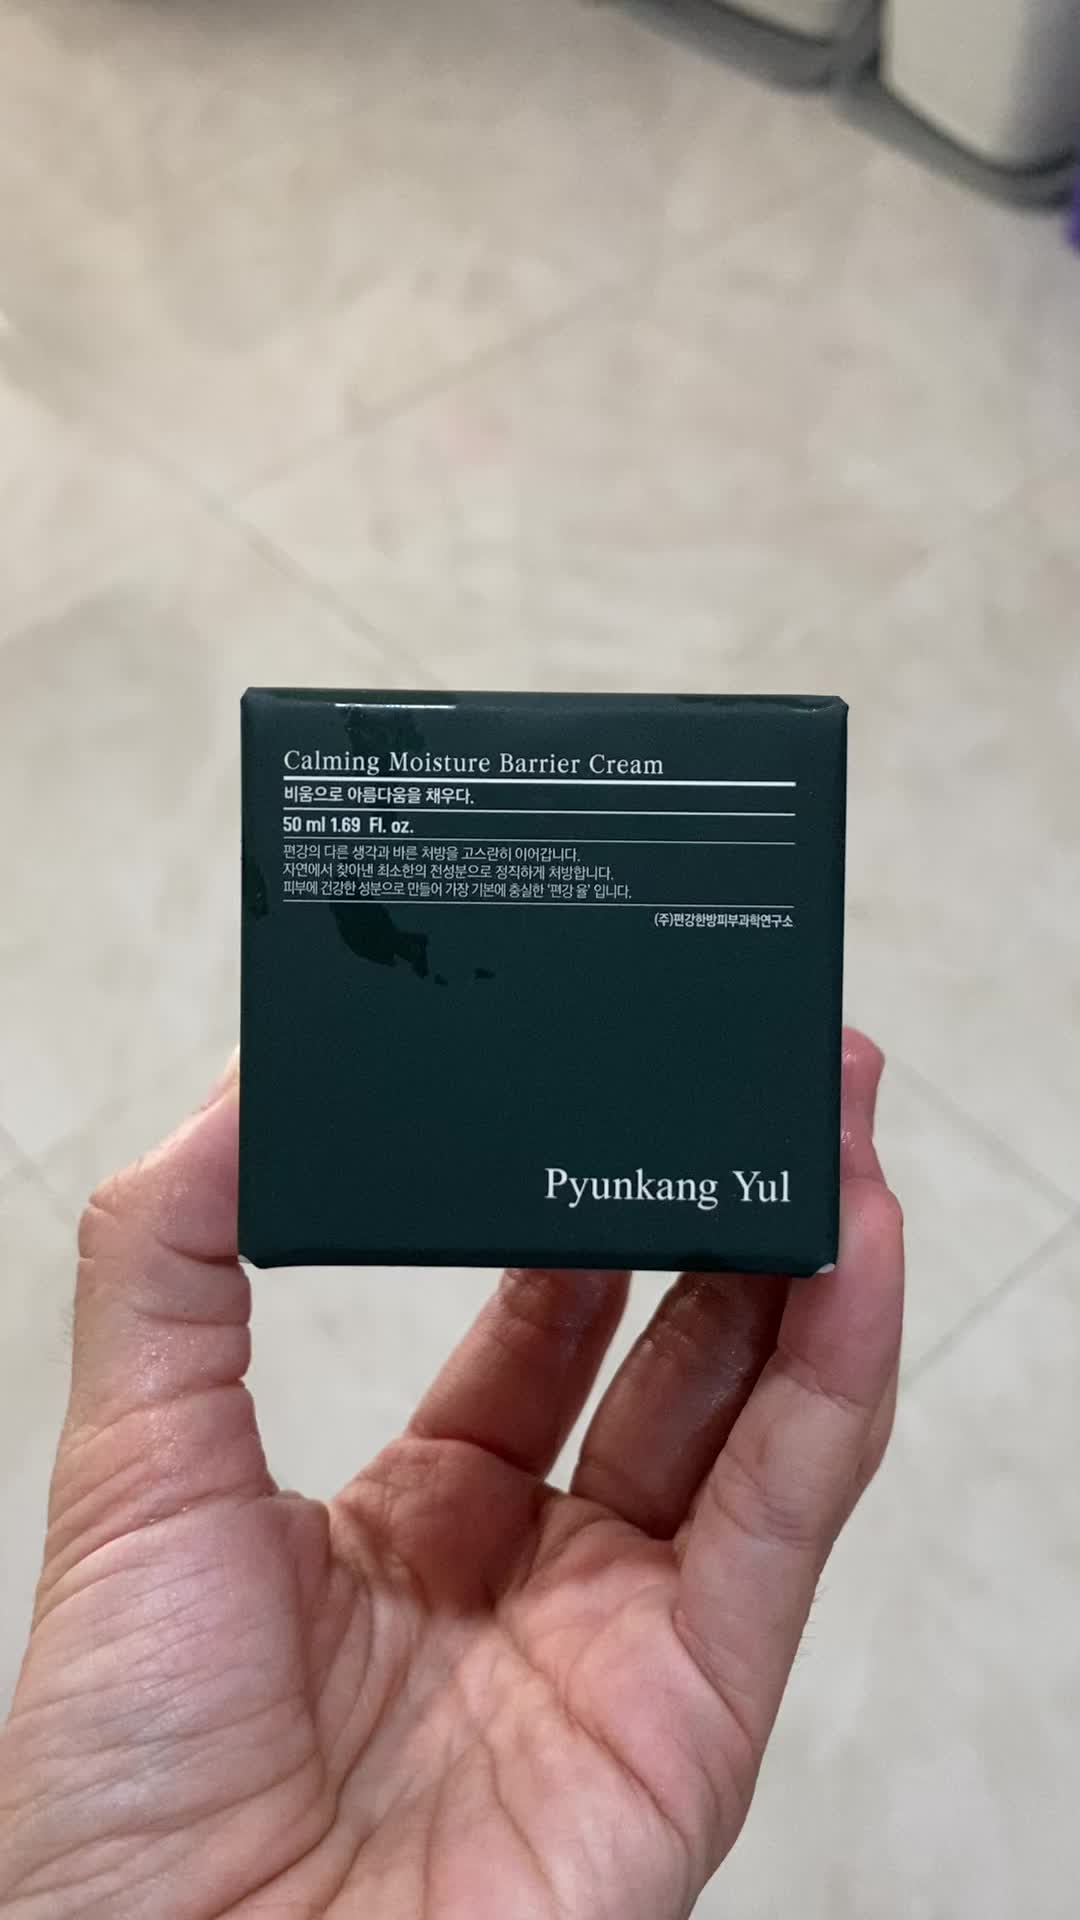 Calming Moisture Barrier Cream
비움으로 아름다움을 채우다.
50 ml 1.69 Fl. oz.
편강의 다른 생각과 바른 처방을 고스란히 이어갑니다.
자연에서 찾아낸 최소한의 전성분으로 정직하게 처방합니다.
피부에 건강한 성분으로 만들어 가장 기본에 충실한 '편강 율' 입니다.
(주)편강한방피부과학연구소
Pyunkang Yul